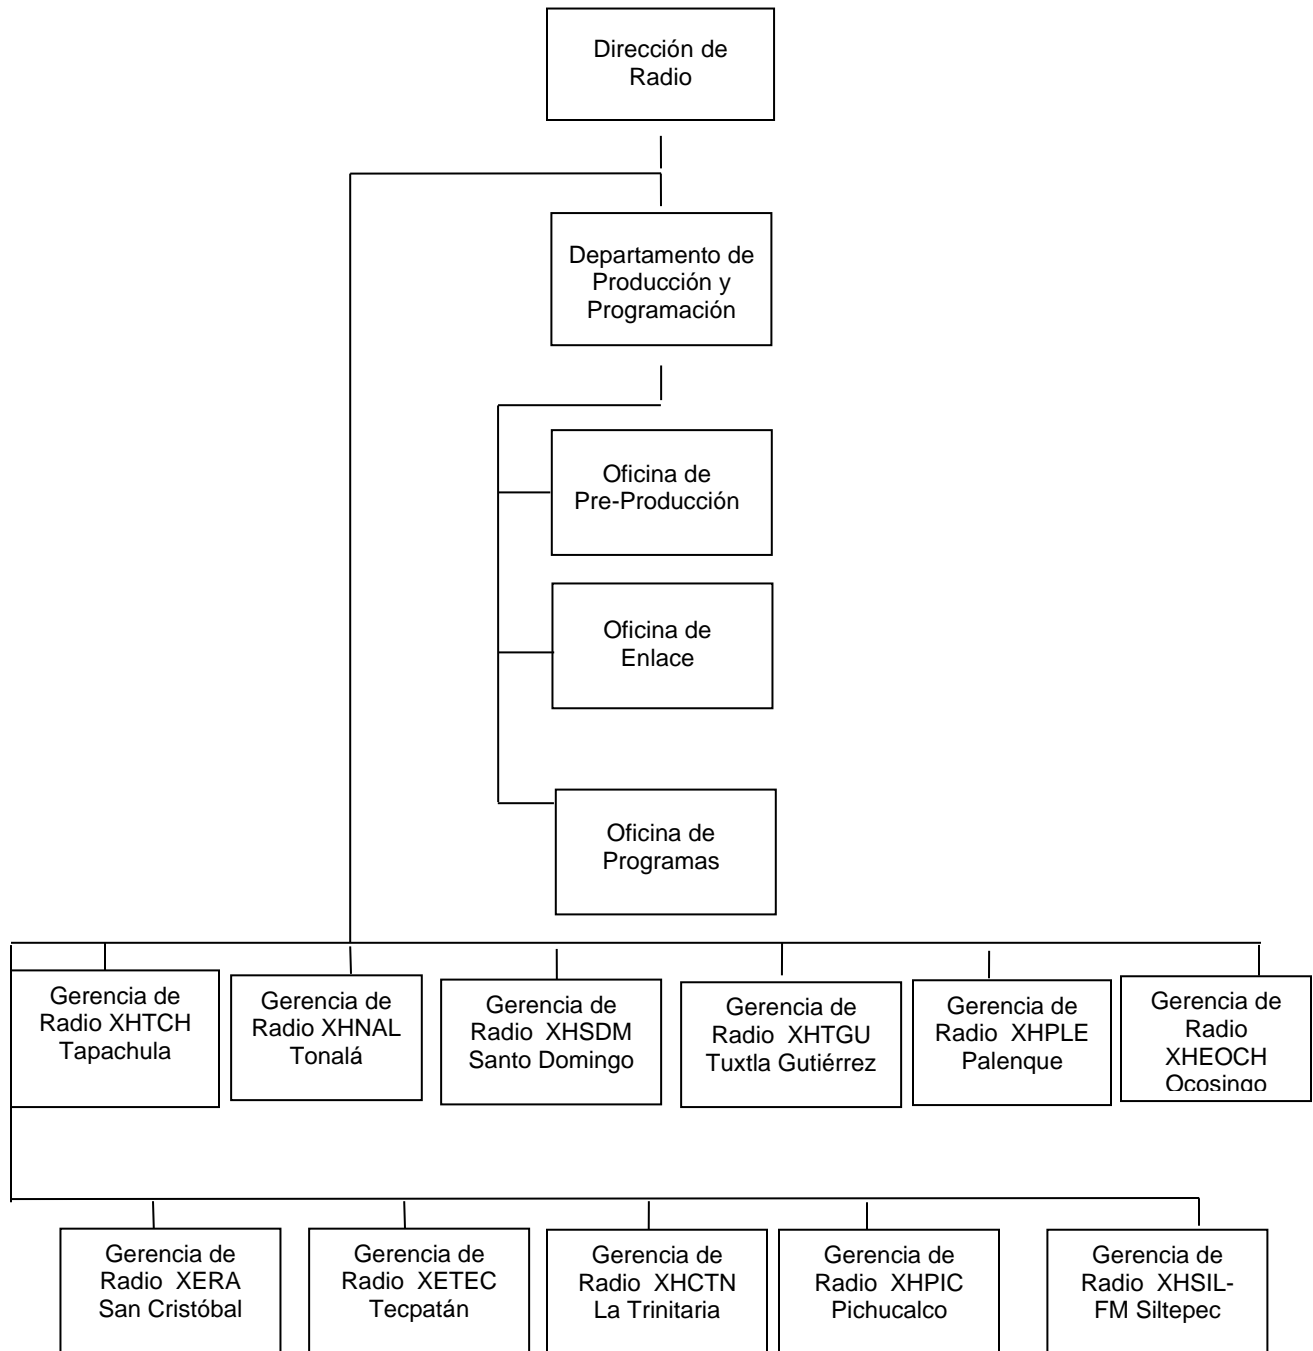 Dirección de
Radio
Departamento de
Producción y
Programación
Oficina de
Pre-Producción
Oficina de
Enlace
Oficina de
Programas
Gerencia de
Radio XHTCH
Tapachula
Gerencia de
Radio XHNAL
Tonalá
Gerencia de
Radio XHSDM
Santo Domingo
Gerencia de
Radio XHTGU
Tuxtla Gutiérrez
Gerencia de
Radio XHPLE
Palenque
Gerencia de
Radio
XHEOCH
Ocosingo
Gerencia de
Radio XERA
San Cristóbal
Gerencia de
Radio XETEC
Tecpatán
Gerencia de
Radio XHCTN
La Trinitaria
Gerencia de
Radio XHPIC
Pichucalco
Gerencia de
Radio XHSIL-
FM Siltepec